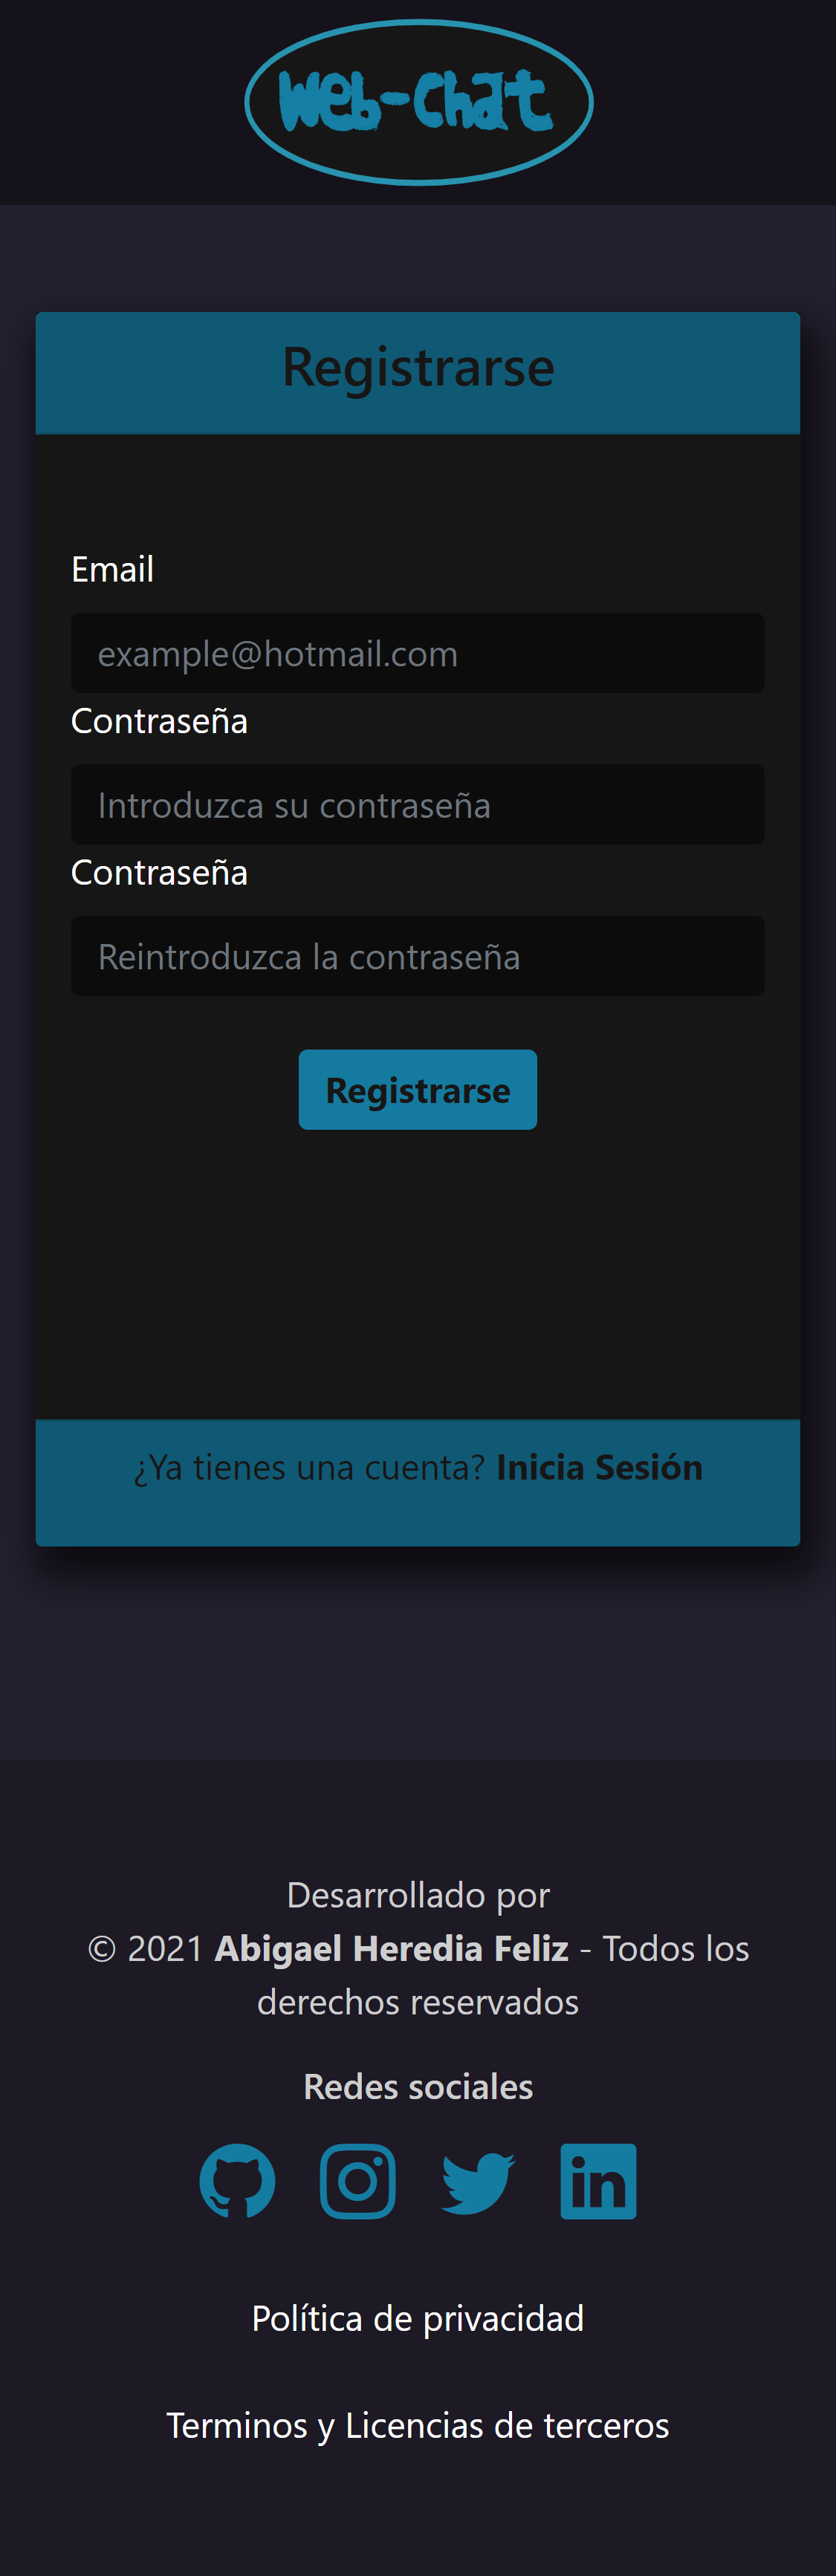 Web-Chat
Registrarse
Email
example@hotmail.com
Contraseña
Introduzca su contraseña
Contraseña
Reintroduzca la contraseña
Registrarse
¿Ya tienes una cuenta? Inicia Sesión
Desarrollado por
© 2021 Abigael Heredia Feliz - Todos los
derechos reservados
Redes sociales
in
Política de privacidad
Terminos y Licencias de terceros